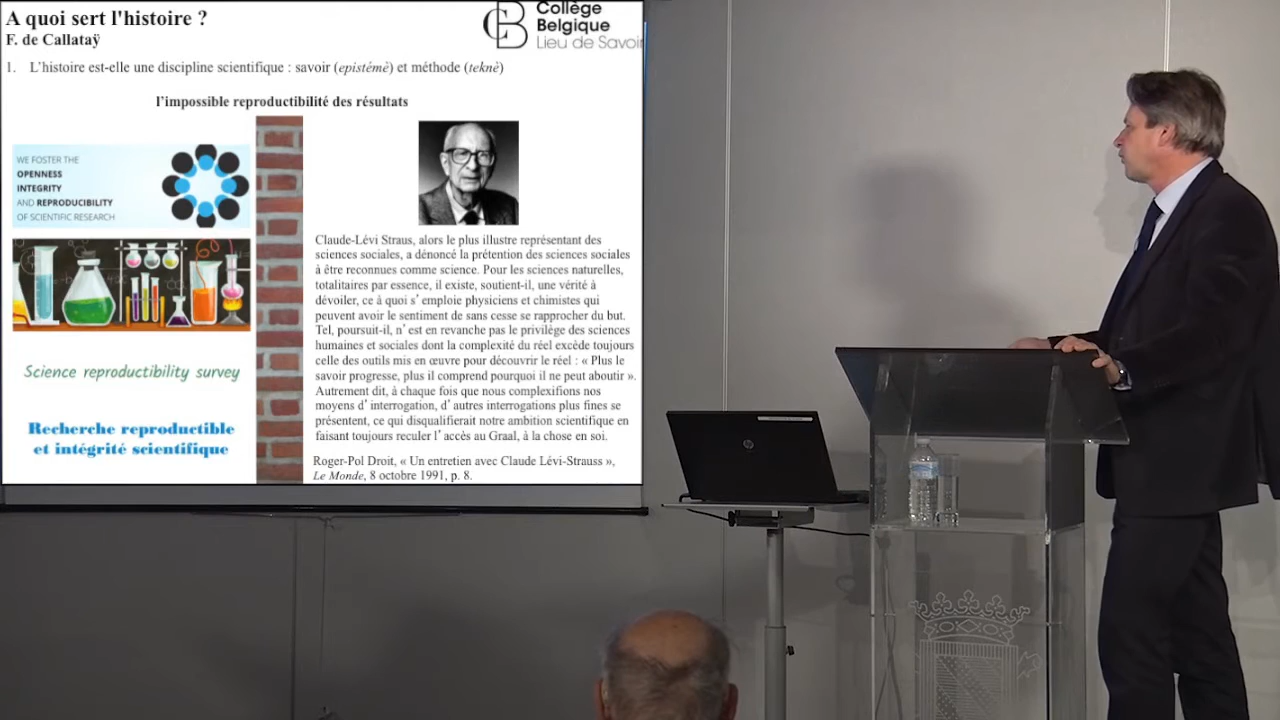 A quoi sert l'histoire ?
F. de Callataÿ
Collège
Belgique
Lieu de Savoir
1. L'histoire est-elle une discipline scientifique : savoir (epistémè) et méthode (teknè)
l'impossible reproductibilité des résultats
WE FOSTER THE
OPENNESS
INTEGRITY
AND REPRODUCIBILITY
OF SCIENTIFIC RESEARCH
Science reproductibility survey
Recherche reproductible
et intégrité scientifique
Claude-Lévi Straus, alors le plus illustre représentant des
sciences sociales, a dénoncé la prétention des sciences sociales
à être reconnues comme science. Pour les sciences naturelles,
totalitaires par essence, il existe, soutient-il, une vérité à
dévoiler, ce à quoi s'emploie physiciens et chimistes qui
peuvent avoir le sentiment de sans cesse se rapprocher du but.
Tel, poursuit-il, n'est en revanche pas le privilège des sciences
humaines et sociales dont la complexité du réel excède toujours
celle des outils mis en œuvre pour découvrir le réel : « Plus le
savoir progresse, plus il comprend pourquoi il ne peut aboutir ».
Autrement dit, à chaque fois que nous complexifions nos
moyens d'interrogation, d'autres interrogations plus fines se
présentent, ce qui disqualifierait notre ambition scientifique en
faisant toujours reculer l'accès au Graal, à la chose en soi.
Roger-Pol Droit, « Un entretien avec Claude Lévi-Strauss »,
Le Monde, 8 octobre 1991, p. 8.
hp